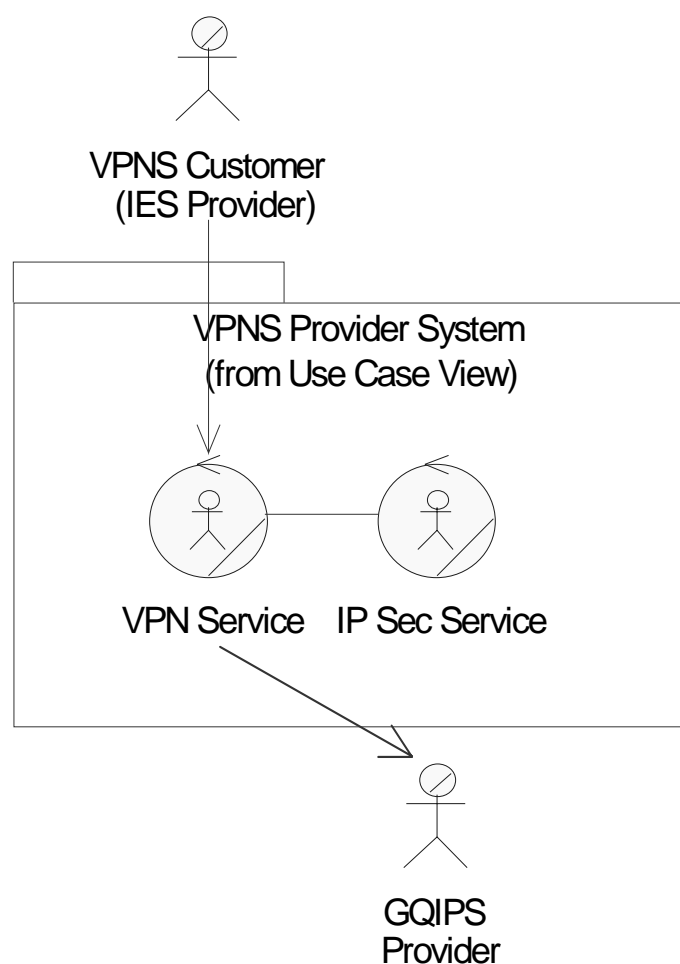 VPNS Customer
(IES Provider)
VPNS Provider System
(from Use Case View)
VPN Service
IP Sec Service
GQIPS
Provider